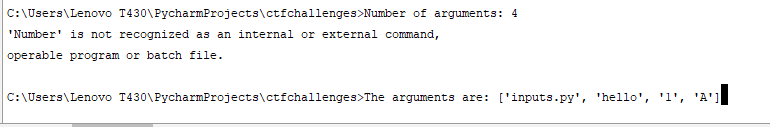 C:\Users\Lenovo T430\PycharmProjects\ctfchallenges>Number of arguments: 4
'Number' is not recognized as an internal or external command,
operable program or batch file.
C:\Users\Lenovo T430\PycharmProjects\ctfchallenges>The arguments are: ['inputs.py', 'hello', '1', 'A']